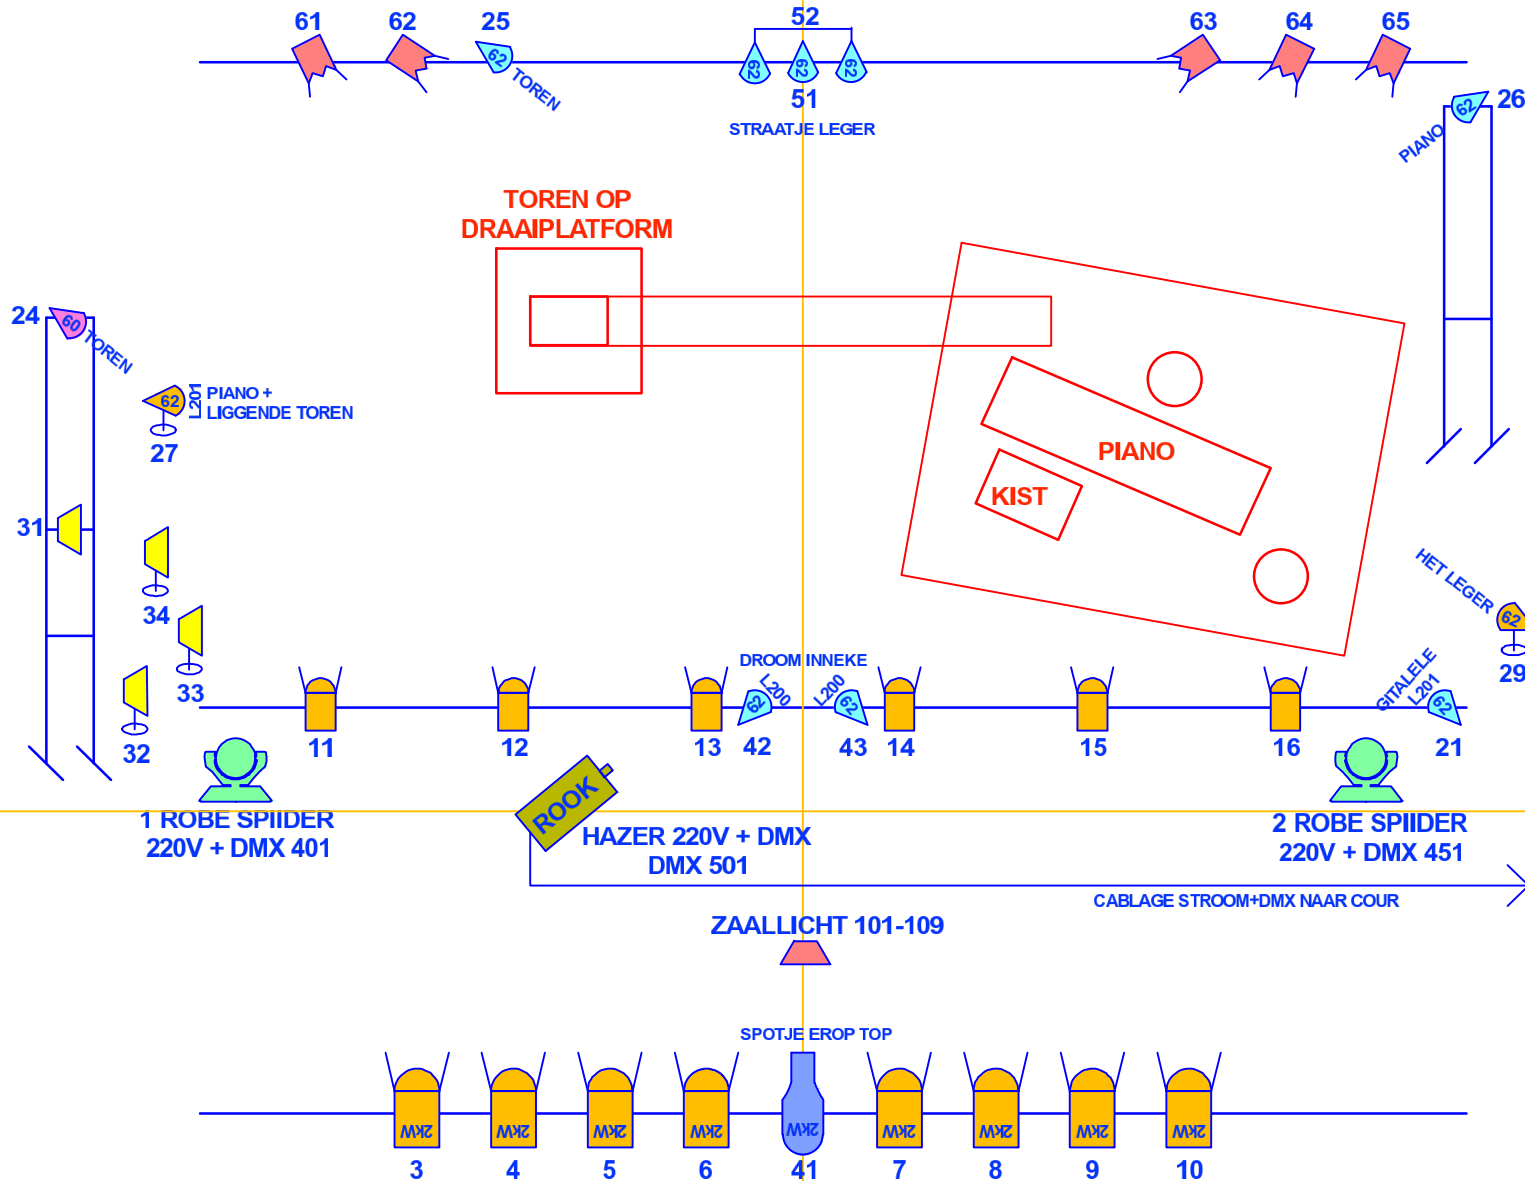 61
62
25
52
63
64
65
62
TOREN
62
62
62
51
STRAATJE LEGER
62
26
PIANO
TOREN OP
DRAAIPLATFORM
24
60
TOREN
62
L201
PIANO +
LIGGENDE TOREN
27
PIANO
KIST
31
34
33
32
HET LEGER
62
29
DROOM INNEKE
L200
L200
62
62
GITALELE
L201
62
11
12
13
42
43
14
15
16
21
1 ROBE SPIIDER
220V + DMX 401
ROOK
HAZER 220V + DMX
DMX 501
2 ROBE SPIIDER
220V + DMX 451
CABLAGE STROOM+DMX NAAR COUR
ZAALLICHT 101-109
SPOTJE EROP TOP
2kW
2kW
2kW
2kW
2kW
2kW
2kW
2kW
2kW
3
4
5
6
41
7
8
9
10